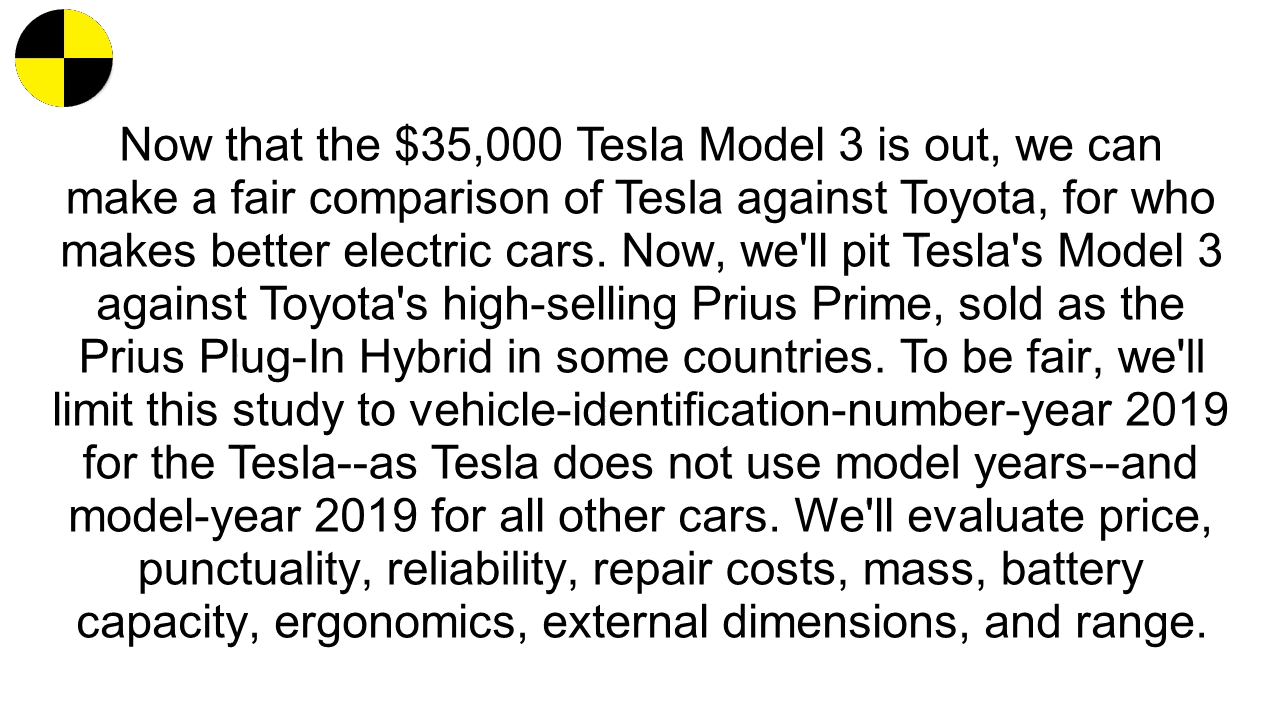 Now that the $35,000 Tesla Model 3 is out, we can
make a fair comparison of Tesla against Toyota, for who
makes better electric cars. Now, we'll pit Tesla's Model 3
against Toyota's high-selling Prius Prime, sold as the
Prius Plug-In Hybrid in some countries. To be fair, we'll
limit this study to vehicle-identification-number-year 2019
for the Tesla--as Tesla does not use model years--and
model-year 2019 for all other cars. We'll evaluate price,
punctuality, reliability, repair costs, mass, battery
capacity, ergonomics, external dimensions, and range.